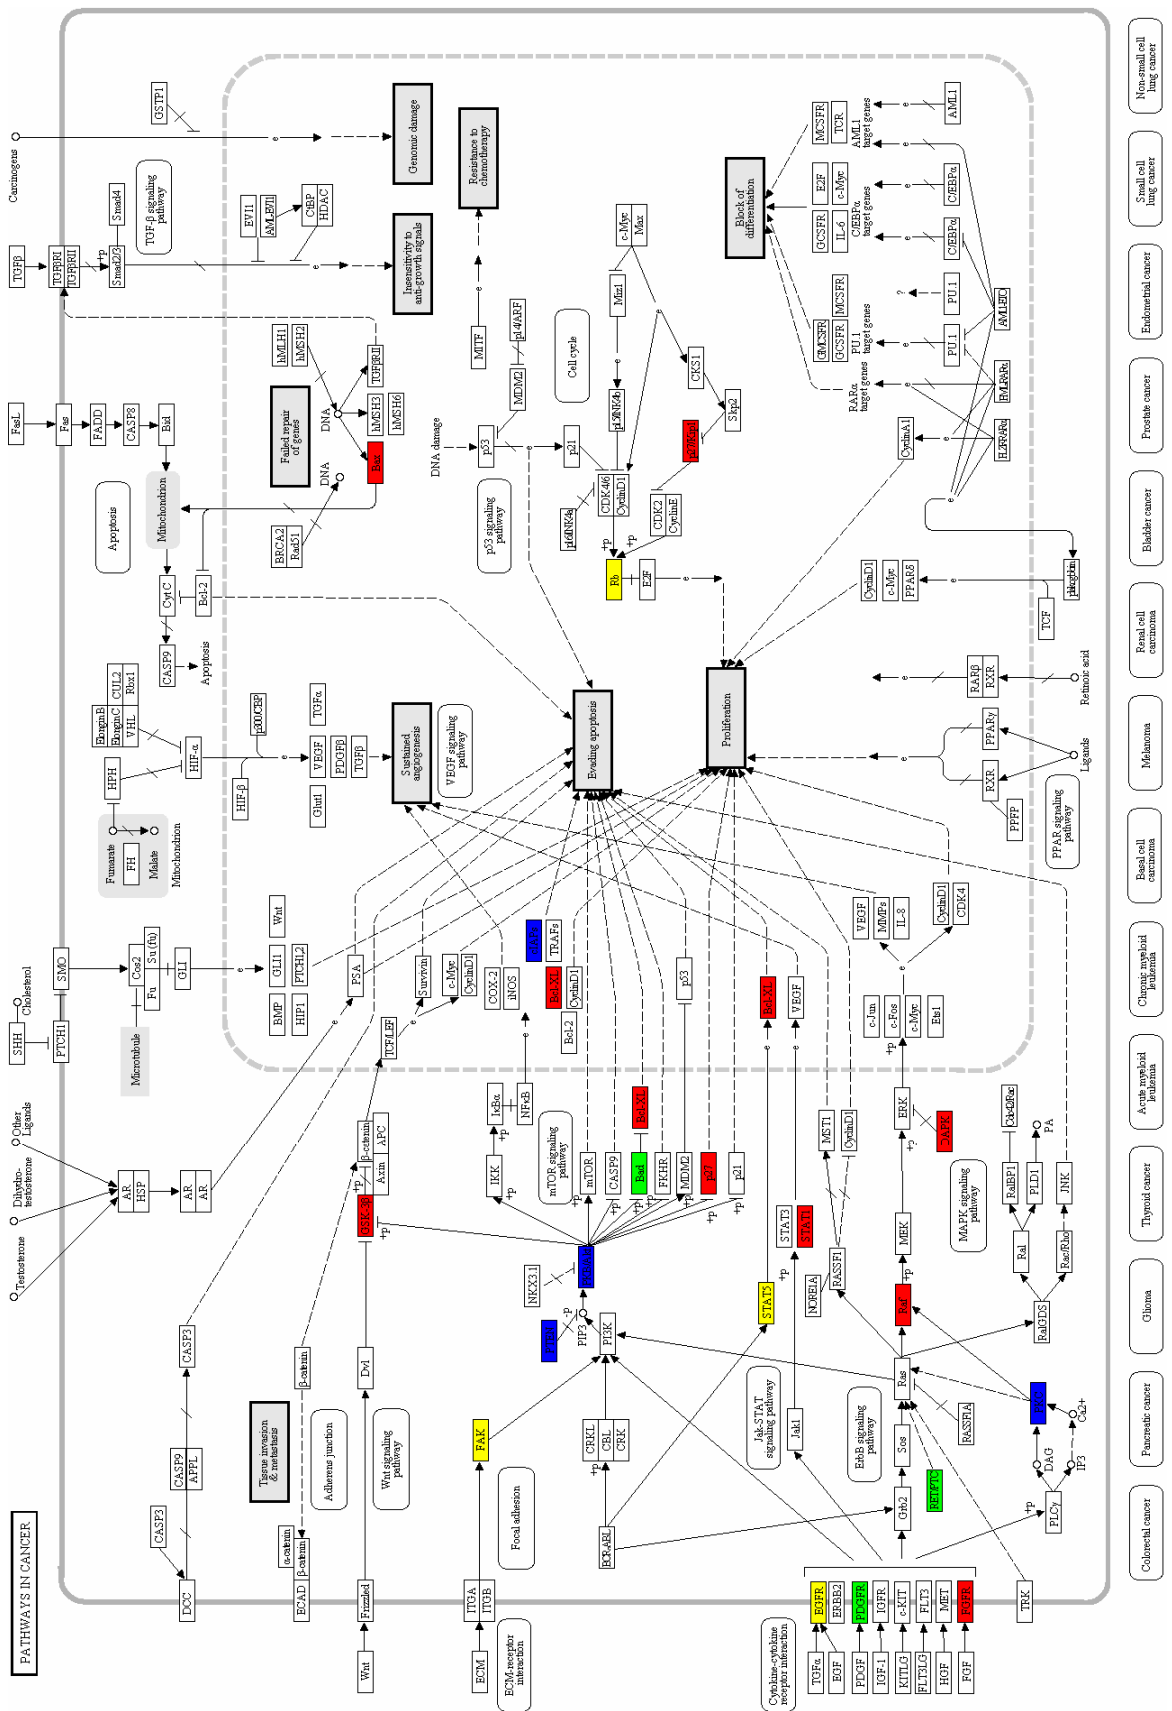 PATHWAYS IN CANCER
DCC
CASP3
CASP9
APPL
CASP3
ECAD
α-catenin
β-catenin
β-catenin
Tissue invasion
& metastasis
Adherens junction
Wnt
Frizzled
Dvl
Wnt signaling
pathway
+p
GSK-3β
+p
β-catenin
Axin
APC
TCF/LEF
e
Survivin
e
c-Myc
CyclinD1
ECM
ITGA
ITGB
FAK
Focal adhesion
ECM-receptor
interaction
Testosterone
Dihydro-
testosterone
Other
Ligands
AR
HSP
AR
AR
e
PSA
SHH
Cholesterol
PTCH1
SMO
Microtubule
Cos2
Fu
Su(fu)
GLI
e
GLI1
PTCH1,2
Wnt
BMP
HIP1
Fumarate
FH
Malate
Mitochondrion
HPH
ElonginB
ElonginC
VHL
CUL2
Rbx1
HIF-α
HIF-β
p300/CBP
e
Glut1
VEGF
PDGFβ
TGFβ
TGFα
Sustained
angiogenesis
VEGF signaling
pathway
FasL
Fas
FADD
CASP8
Bid
Mitochondrion
Apoptosis
Cyt C
Bcl-2
CASP9
Apoptosis
TGFβ
TGFβRI
TGFβRII
+p
Smad2/3
Smad4
TGF-β signaling
pathway
EVI1
AML-EVI1
CtBP
HDAC
e
Insensitivity to
anti-growth signals
Carcinogens
GSTP1
e
Genomic damage
Resistance to
chemotherapy
e
MITF
hMLH1
hMSH2
DNA
TGFβRII
hMSH3
hMSH6
Bax
Failed repair
of genes
DNA
BRCA2
Rad51
DNA damage
p53
MDM2
p14/ARF
e
p21
p53 signaling
pathway
Cell cycle
p16INK4a
CDK4/6
CyclinD1
p15INK4b
e
Miz1
c-Myc
Max
e
CKS1
Skp2
p27Kip1
CDK2
CyclinE
+p
+p
Rb
E2F
e
Evading apoptosis
Proliferation
IKK
+p
+p
IκBα
NFκB
e
COX-2
iNOS
mTOR signaling
pathway
NKX3.1
PKB/Akt
PTEN
-p
PIP3
PI3K
+p
mTOR
CASP9
Bad
FKHR
MDM2
p27
p21
Bcl-XL
p53
IAPs
TRAFs
Bcl-XL
CyclinD1
Bcl-2
CRKL
CBL
CRK
+p
BCR-ABL
STAT5
e
Bcl-XL
Jak-STAT
signaling pathway
Jak1
+p
STAT3
STAT1
e
VEGF
ErbB signaling
pathway
Cytokine-cytokine
receptor interaction
TGFα
EGF
PDGF
IGF-1
KITLG
FLT3LG
HGF
FGF
EGFR
ERBB2
PDGFR
IGFR
c-KIT
FLT3
MET
FGFR
TRK
Grb2
Sos
Ras
RET/PTC
RASSF1A
NORE1A
RASSF1
MST1
CyclinD1
Raf
+p
MEK
+p
ERK
DAPK
MAPK signaling
pathway
+p
c-Jun
c-Fos
c-Myc
Ets1
e
VEGF
MMPs
IL-8
CyclinD1
CDK4
+p
PLCγ
DAG
IP3
Ca2+
PKC
RalGDS
Ral
Rac/Rho
RalBP1
PLD1
JNK
Cdc42/Rac
PA
PPAR signaling
pathway
Ligands
RXR
PPFP
PPARγ
e
Retinoic acid
RARβ
RXR
e
CyclinD1
c-Myc
PPARδ
e
TCF
CyclinA1
e
e
PLZF-RARα
PML-RARα
AML1-ETO
RARα
target genes
e
PU.1
target genes
e
PU.1
GMCSFR
GCSFR
MCSFR
?
PU.1
C/EBPα
target genes
e
C/EBPα
GCSFR
IL-6
e
C/EBPα
E2F
c-Myc
AML1
target genes
e
e
AML1
MCSFR
TCR
Block of
differentiation
Colorectal cancer
Pancreatic cancer
Glioma
Thyroid cancer
Acute myeloid
leukemia
Chronic myeloid
leukemia
Basal cell
carcinoma
Melanoma
Renal cell
carcinoma
Bladder cancer
Prostate cancer
Endometrial cancer
Small cell
lung cancer
Non-small cell
lung cancer